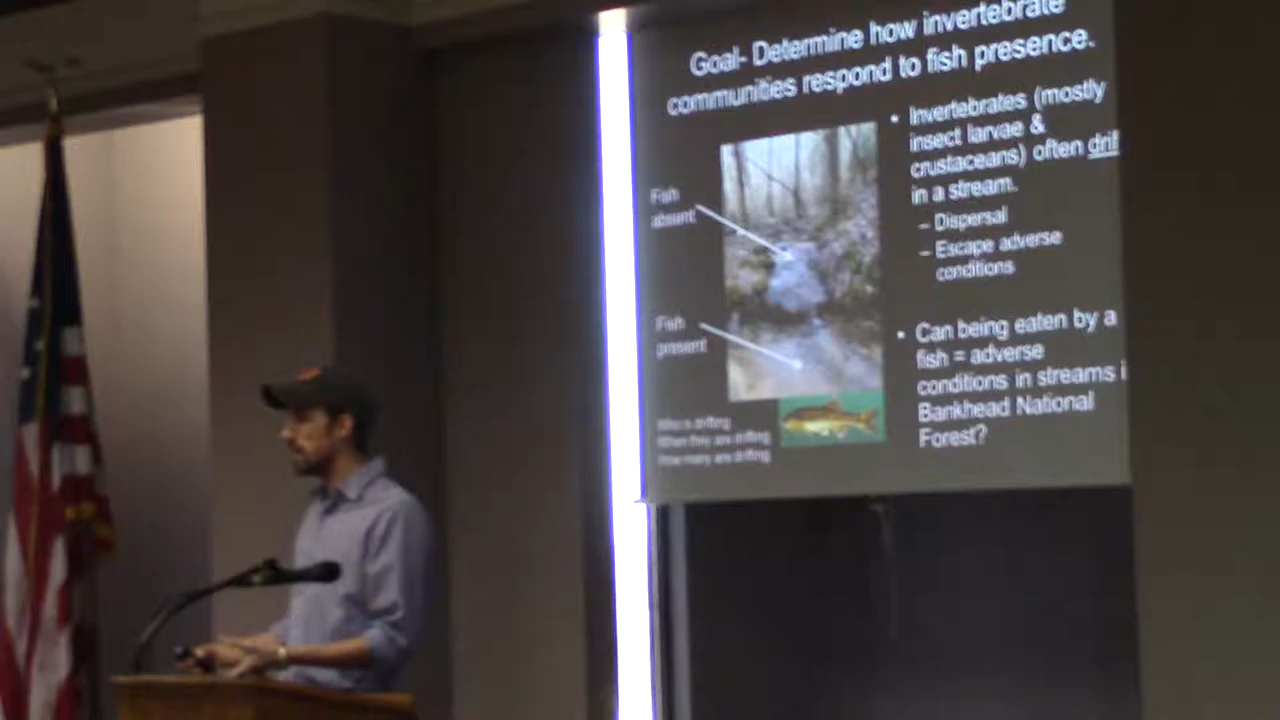 Goal- Determine how invertebrate
communities respond to fish presence.
Fish
absent
Fish
present
Who is drifting
When they are drifting
How many are drifting
• Invertebrates (mostly
insect larvae &
crustaceans) often drif
in a stream.
– Dispersal
– Escape adverse
conditions
• Can being eaten by a
fish = adverse
conditions in streams i
Bankhead National
Forest?